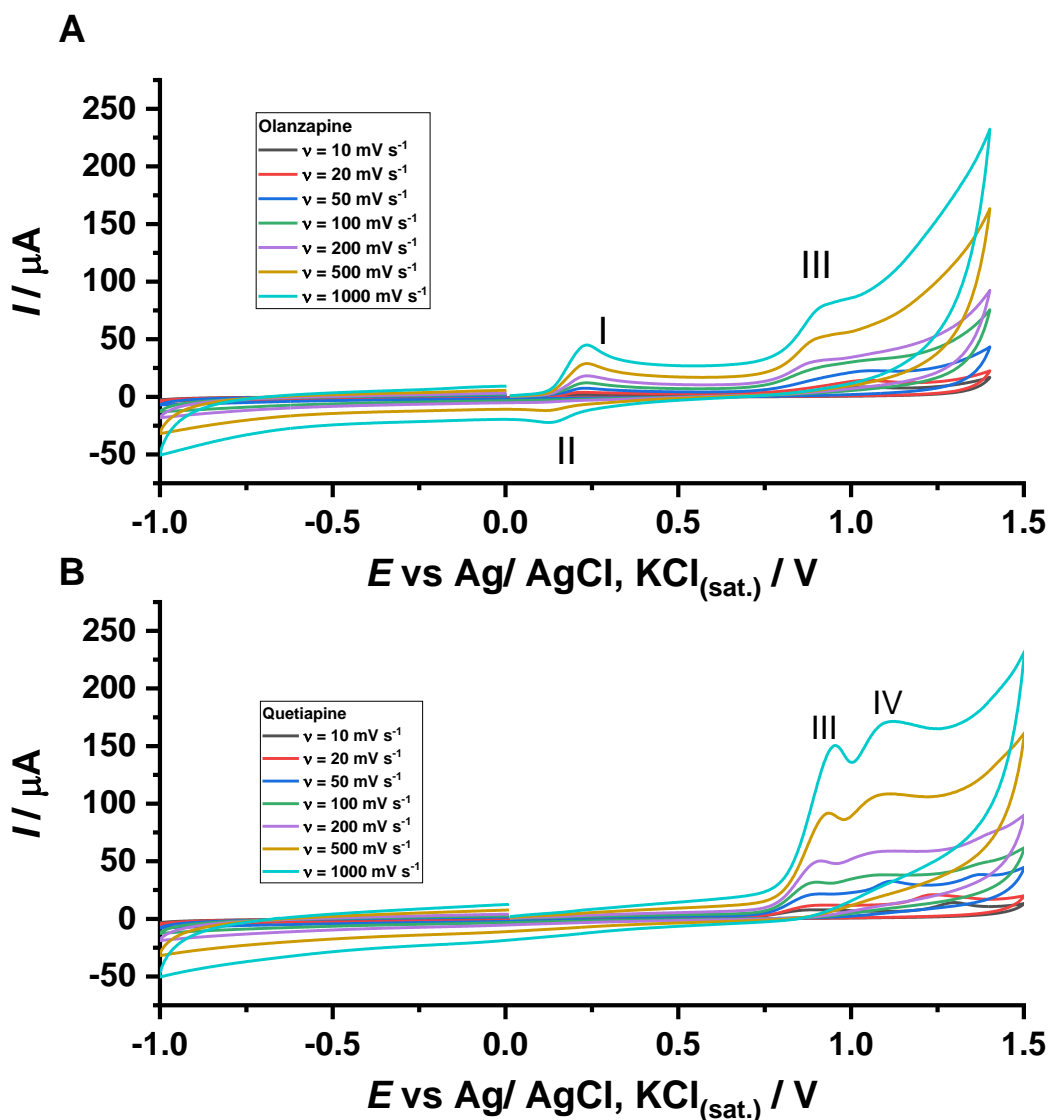 A
I / μA
250
200
150
100
50
0
-50
Olanzapine
ν = 10 mV s⁻¹
ν = 20 mV s⁻¹
ν = 50 mV s⁻¹
ν = 100 mV s⁻¹
ν = 200 mV s⁻¹
ν = 500 mV s⁻¹
ν = 1000 mV s⁻¹
I
II
III
-1.0 -0.5 0.0 0.5 1.0 1.5
E vs Ag/ AgCl, KCl(sat.) / V
B
I / μA
250
200
150
100
50
0
-50
Quetiapine
ν = 10 mV s⁻¹
ν = 20 mV s⁻¹
ν = 50 mV s⁻¹
ν = 100 mV s⁻¹
ν = 200 mV s⁻¹
ν = 500 mV s⁻¹
ν = 1000 mV s⁻¹
III
IV
-1.0 -0.5 0.0 0.5 1.0 1.5
E vs Ag/ AgCl, KCl(sat.) / V